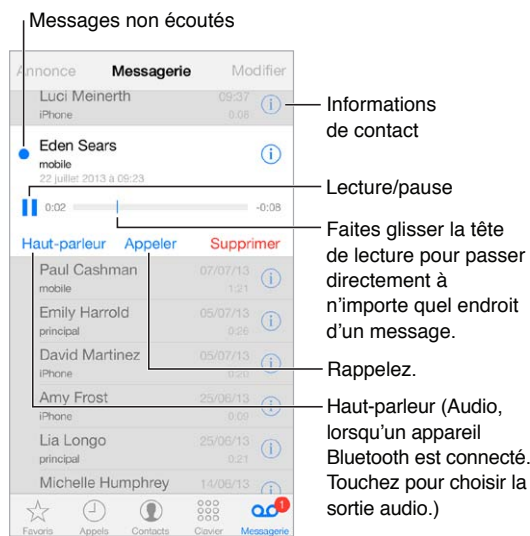 Messages non écoutés
Annonce Messagerie Modifier
Luci Meinerth 09:37
iPhone 0:08
Informations
de contact
Eden Sears
mobile
22 juillet 2013 à 09:23
Lecture/pause
0:02 -0:08
Faites glisser la tête
de lecture pour passer
directement à
n’importe quel endroit
d’un message.
Haut-parleur Appeler Supprimer
Paul Cashman 07/07/13
mobile 1:21
Emily Harrold 05/07/13
principal 0:26
David Martinez 05/07/13
iPhone 0:20
Rappelez.
Amy Frost 25/06/13
iPhone 0:09
Haut-parleur (Audio,
lorsqu’un appareil
Bluetooth est connecté.
Touchez pour choisir la
sortie audio.)
Lia Longo 25/06/13
principal 0:21
Michelle Humphrey 14/06/13
1
Favoris Appels Contacts Clavier Messagerie